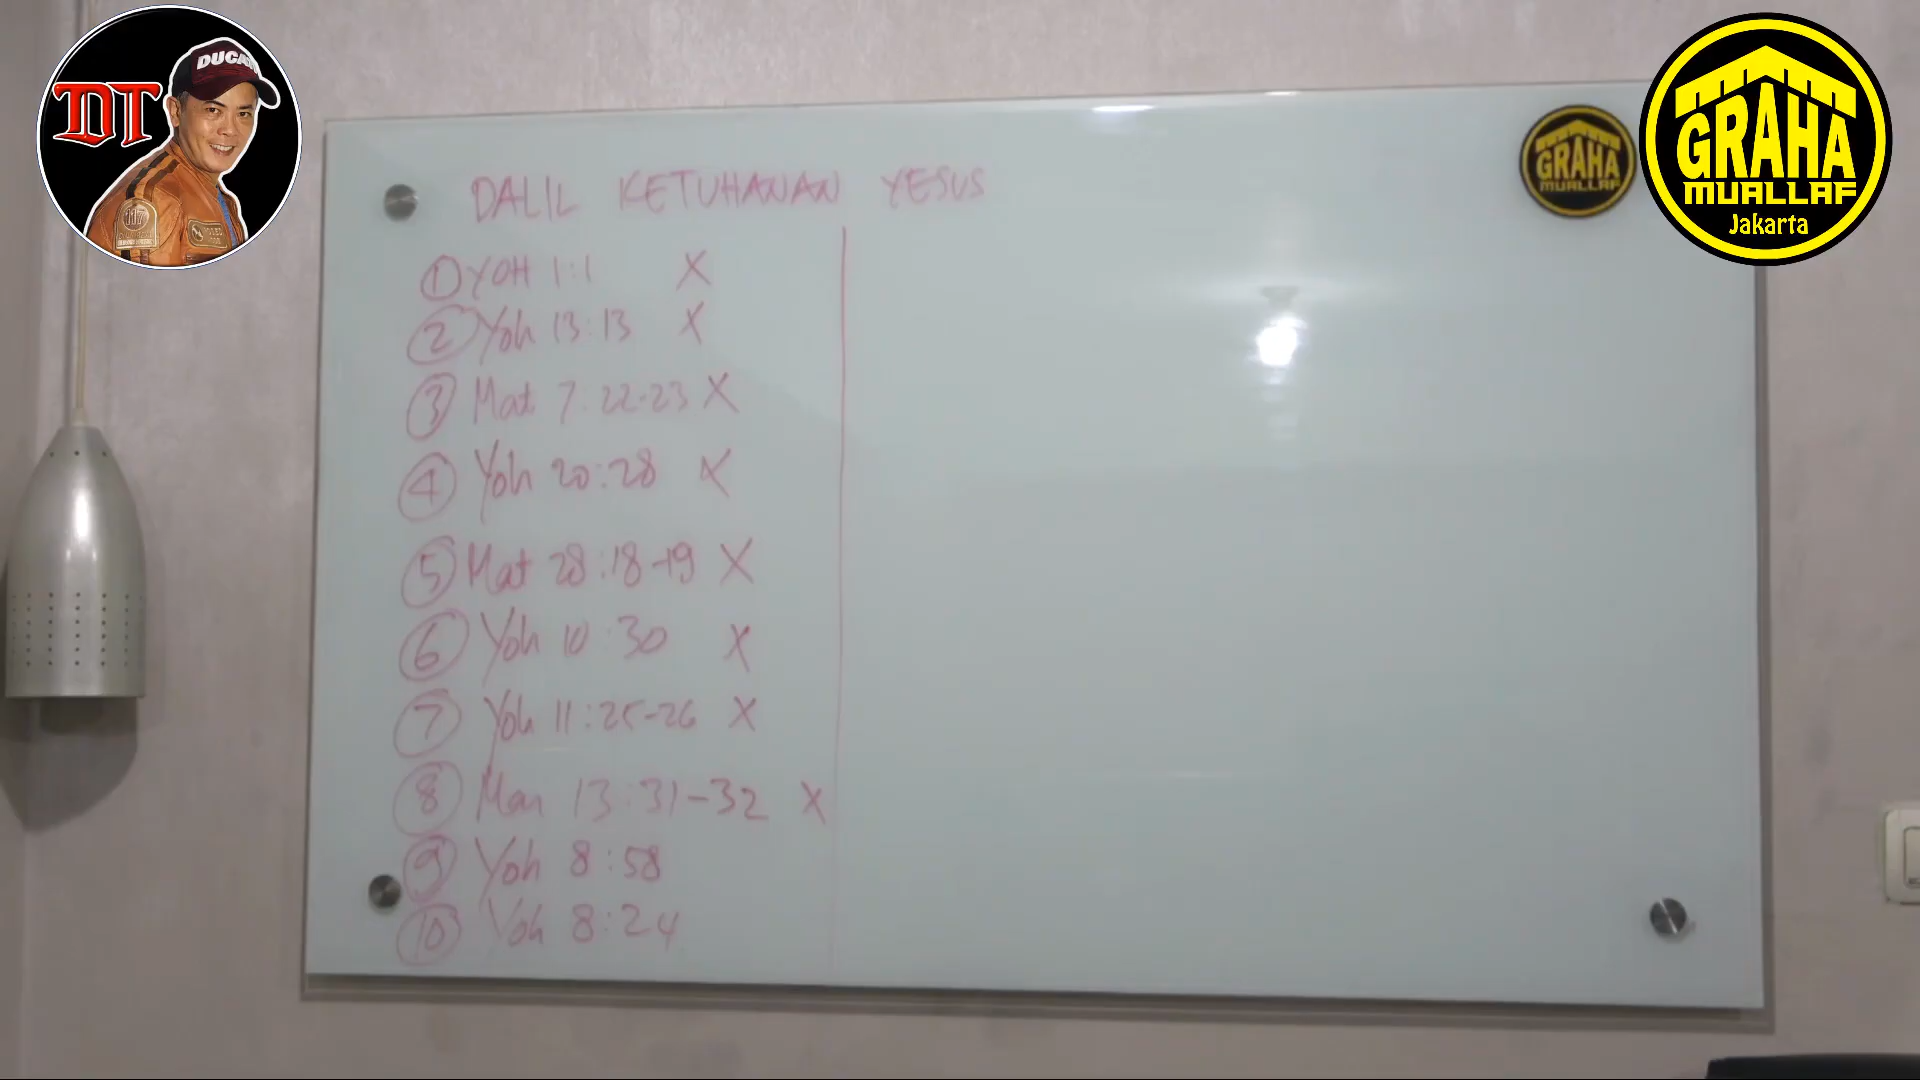 DT
DUCATI
117
GRAHA
MUALLAF
Jakarta
GRAHA
MUALLAF
DALIL KETUHANAN YESUS
1 YOH 1:1 X
2 Yoh 13:13 X
3 Mat 7:22-23 X
4 Yoh 20:28 X
5 Mat 28:18-19 X
6 Yoh 10:30 X
7 Yoh 11:25-26 X
8 Mar 13:31-32 X
9 Yoh 8:58
10 Yoh 8:24